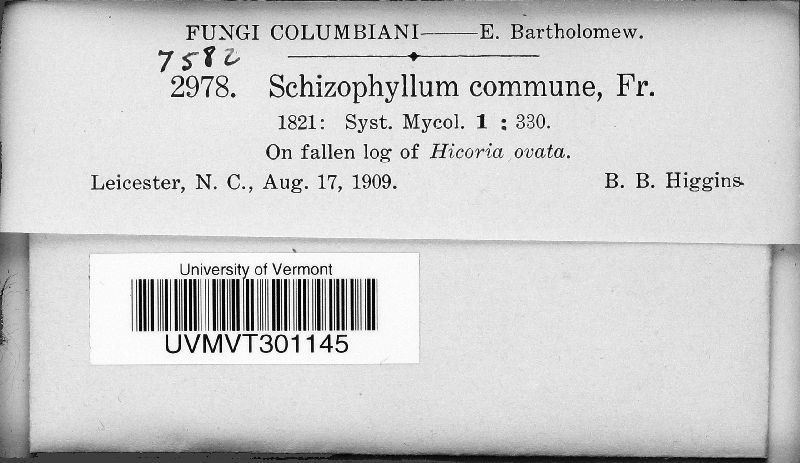 FUNGI COLUMBIANI——E. Bartholomew.
7582
2978. Schizophyllum commune, Fr.
1821: Syst. Mycol. 1 : 330.
On fallen log of Hicoria ovata.
Leicester, N. C., Aug. 17, 1909. B. B. Higgins.
University of Vermont
UVMVT301145